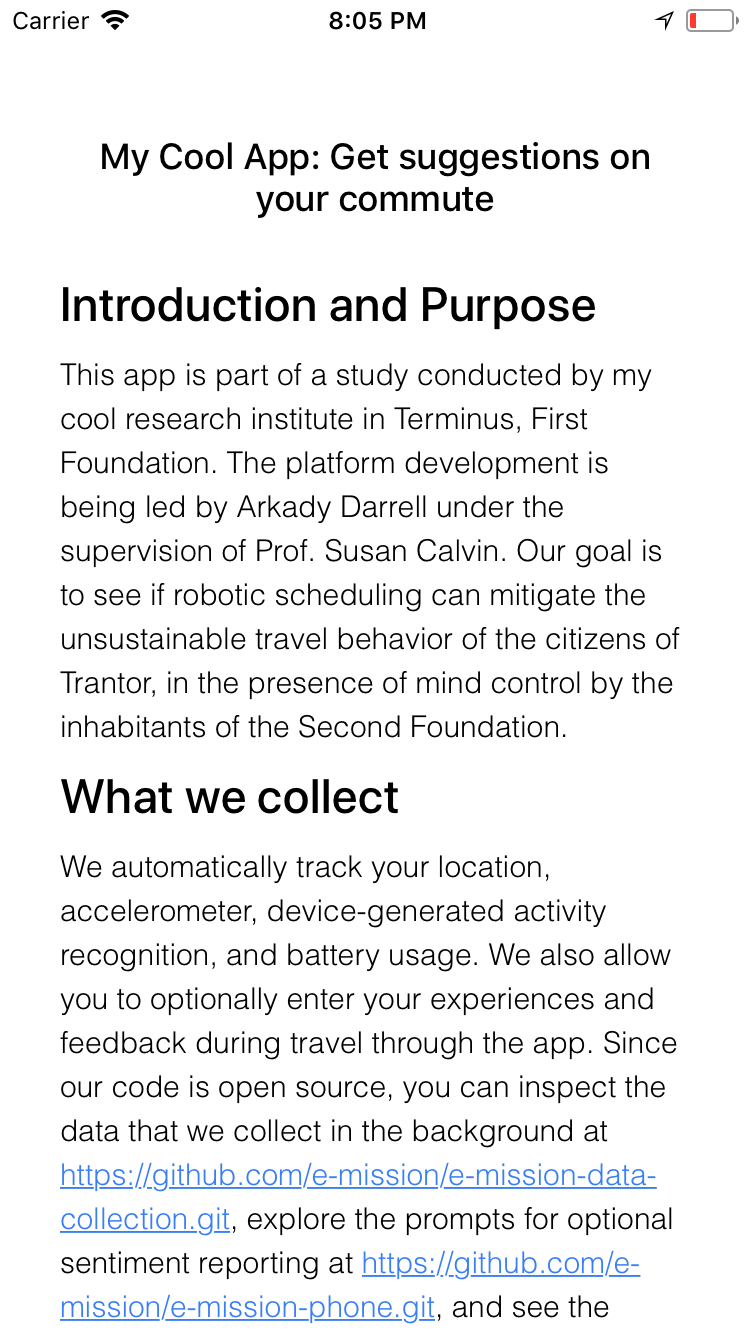 Carrier
8:05 PM
My Cool App: Get suggestions on
your commute
Introduction and Purpose
This app is part of a study conducted by my
cool research institute in Terminus, First
Foundation. The platform development is
being led by Arkady Darrell under the
supervision of Prof. Susan Calvin. Our goal is
to see if robotic scheduling can mitigate the
unsustainable travel behavior of the citizens of
Trantor, in the presence of mind control by the
inhabitants of the Second Foundation.
What we collect
We automatically track your location,
accelerometer, device-generated activity
recognition, and battery usage. We also allow
you to optionally enter your experiences and
feedback during travel through the app. Since
our code is open source, you can inspect the
data that we collect in the background at
https://github.com/e-mission/e-mission-data-
collection.git, explore the prompts for optional
sentiment reporting at https://github.com/e-
mission/e-mission-phone.git, and see the